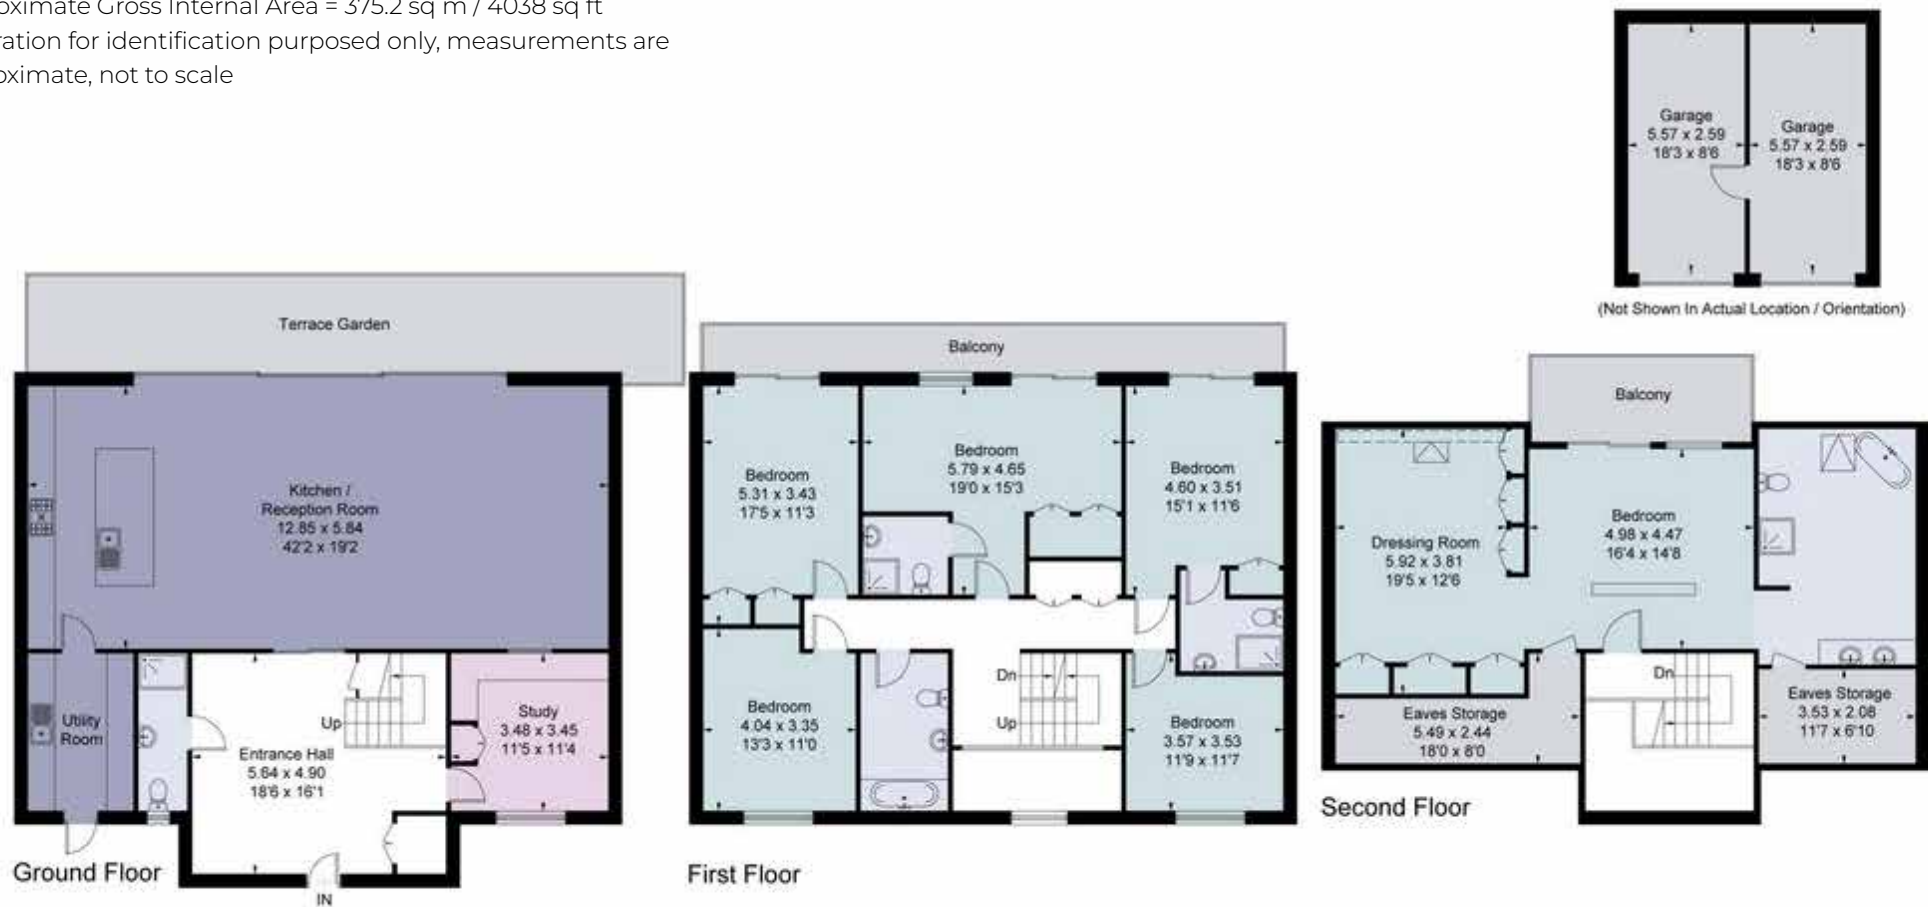 oximate Gross Internal Area = 375.2 sq m / 4038 sq ft
ration for identification purposed only, measurements are
oximate, not to scale
Garage
5.57 x 2.59
18'3 x 8'6
Garage
5.57 x 2.59
18'3 x 8'6
(Not Shown In Actual Location / Orientation)
Terrace Garden
Kitchen /
Reception Room
12.85 x 5.84
42'2 x 19'2
Utility
Room
Up
Entrance Hall
5.64 x 4.90
18'6 x 16'1
Study
3.48 x 3.45
11'5 x 11'4
IN
Ground Floor
Balcony
Bedroom
5.31 x 3.43
17'5 x 11'3
Bedroom
5.79 x 4.65
19'0 x 15'3
Bedroom
4.60 x 3.51
15'1 x 11'6
Bedroom
4.04 x 3.35
13'3 x 11'0
Dn
Up
Bedroom
3.57 x 3.53
11'9 x 11'7
First Floor
Balcony
Dressing Room
5.92 x 3.81
19'5 x 12'6
Bedroom
4.98 x 4.47
16'4 x 14'8
Dn
Eaves Storage
5.49 x 2.44
18'0 x 8'0
Eaves Storage
3.53 x 2.08
11'7 x 6'10
Second Floor